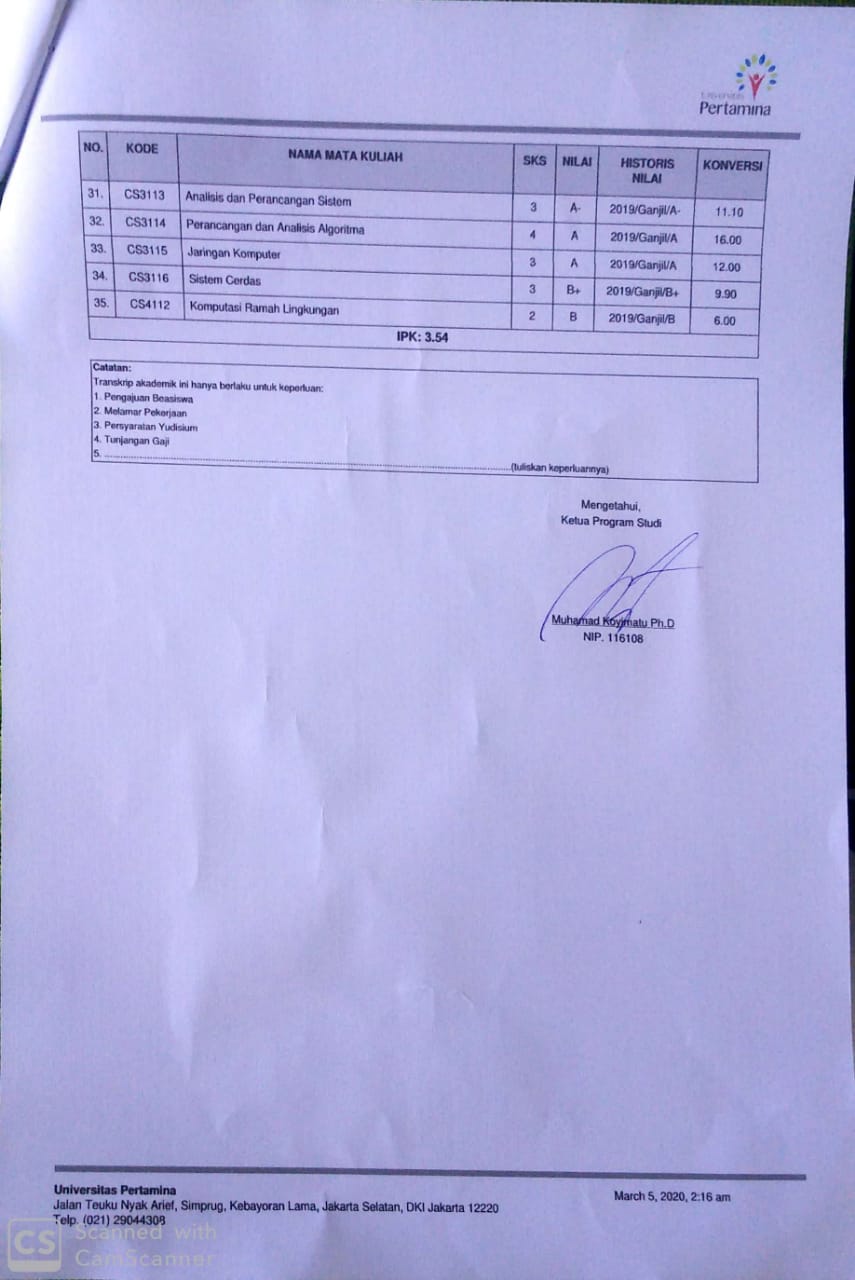 Universitas
Pertamina
NO. KODE NAMA MATA KULIAH SKS NILAI HISTORIS NILAI KONVERSI
31. CS3113 Analisis dan Perancangan Sistem 3 A- 2019/Ganjil/A- 11.10
32. CS3114 Perancangan dan Analisis Algoritma 4 A 2019/Ganjil/A 16.00
33. CS3115 Jaringan Komputer 3 A 2019/Ganjil/A 12.00
34. CS3116 Sistem Cerdas 3 B+ 2019/Ganjil/B+ 9.90
35. CS4112 Komputasi Ramah Lingkungan 2 B 2019/Ganjil/B 6.00
IPK: 3.54
Catatan:
Transkrip akademik ini hanya berlaku untuk keperluan:
1. Pengajuan Beasiswa
2. Melamar Pekerjaan
3. Persyaratan Yudisium
4. Tunjangan Gaji
5. ........................................(tuliskan keperluannya)
Mengetahui,
Ketua Program Studi
Muhamad Koyimatu Ph.D
NIP. 116108
Universitas Pertamina
Jalan Teuku Nyak Arief, Simprug, Kebayoran Lama, Jakarta Selatan, DKI Jakarta 12220
Telp. (021) 29044308
March 5, 2020, 2:16 am
CS Scanned with
CamScanner